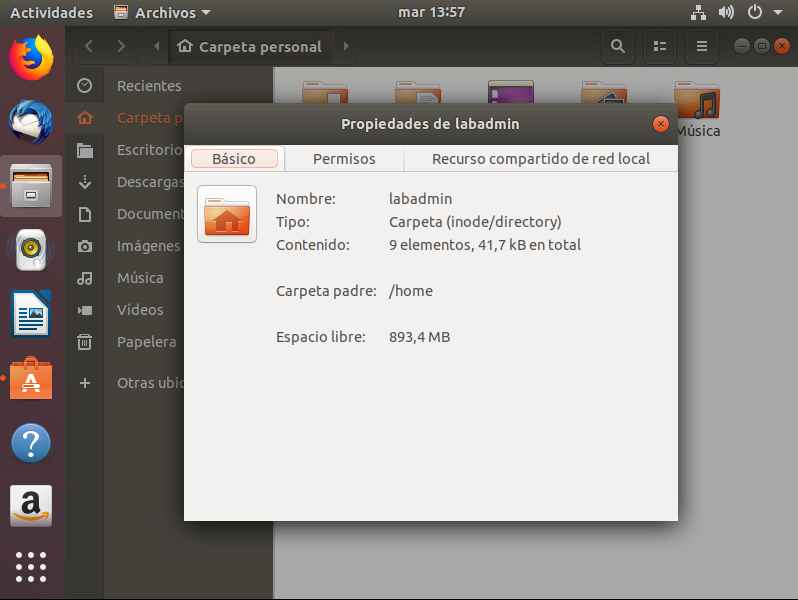 Actividades Archivos mar 13:57
Carpeta personal
Recientes
Carpeta p
Escritorio
Descargas
Document
Imágenes
Música
Vídeos
Papelera
Otras ubic
Música
Propiedades de labadmin
Básico Permisos Recurso compartido de red local
Nombre: labadmin
Tipo: Carpeta (inode/directory)
Contenido: 9 elementos, 41,7 kB en total
Carpeta padre: /home
Espacio libre: 893,4 MB